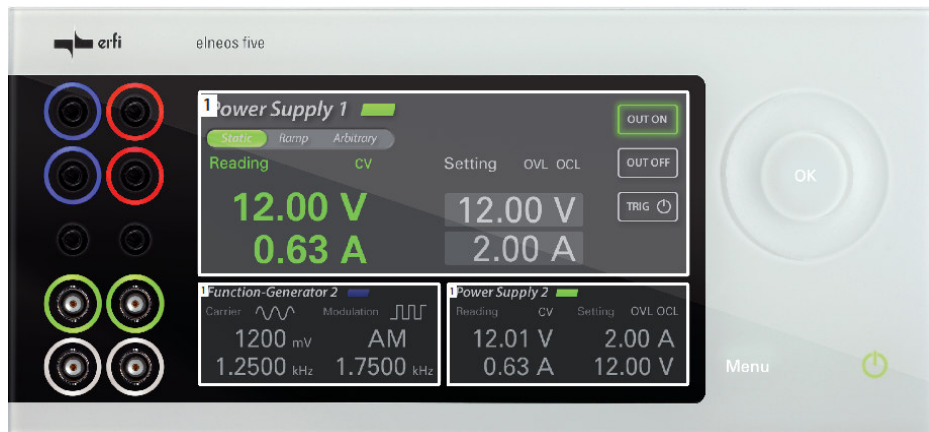 erfi elneos five
1
Power Supply 1
OUT ON
Static Ramp Arbitrary
Reading CV Setting OVL OCL
OUT OFF
OK
12.00 V 12.00 V
TRIG
0.63 A 2.00 A
1 Function-Generator 2
Carrier Modulation
1200 mV AM
1.2500 kHz 1.7500 kHz
1 Power Supply 2
Reading CV Setting OVL OCL
12.01 V 2.00 A
0.63 A 12.00 V
Menu